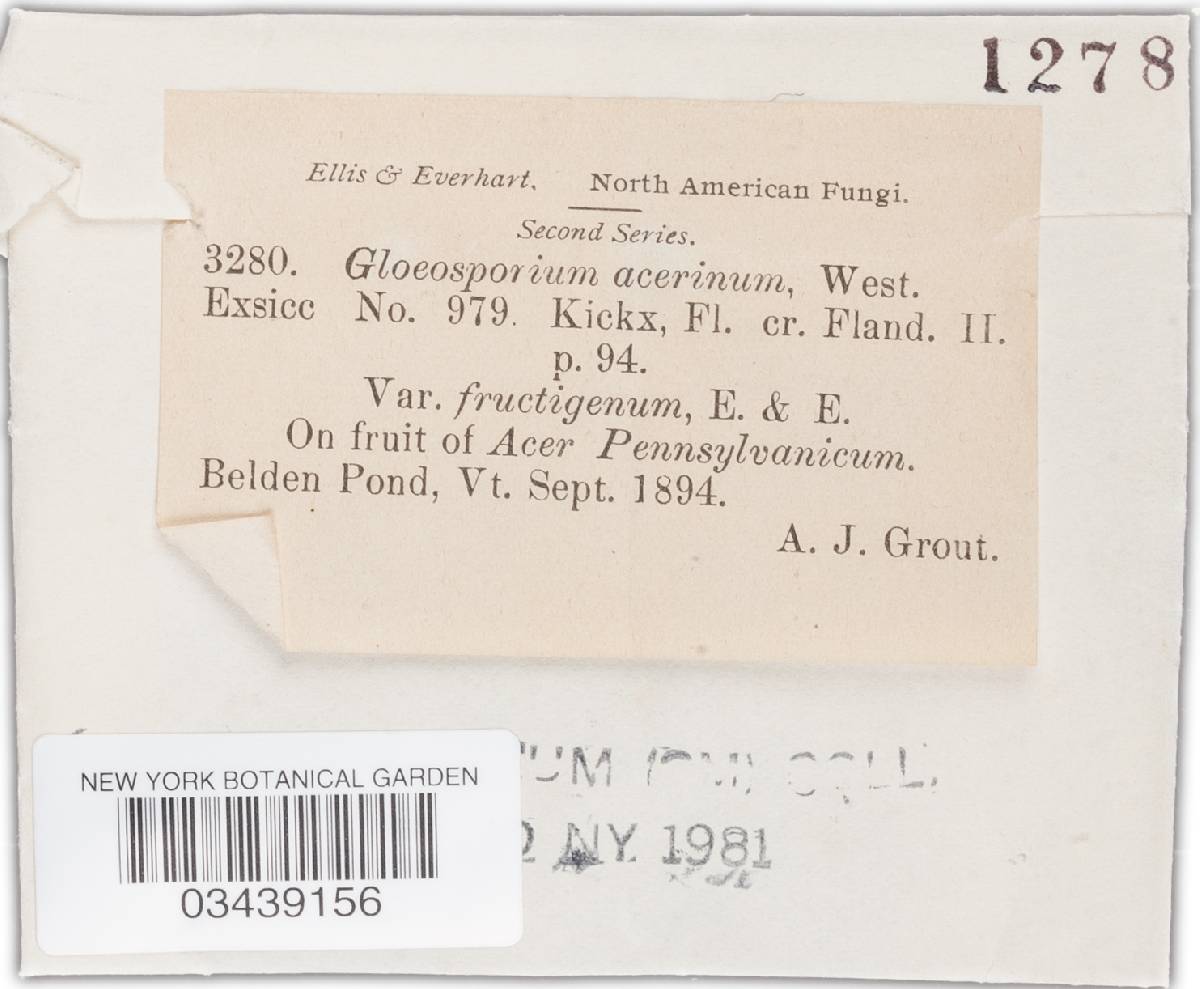 1278
Ellis & Everhart. North American Fungi.
Second Series.
3280. Gloeosporium acerinum, West.
Exsicc No. 979. Kickx, Fl. cr. Fland. II.
p. 94.
Var. fructigenum, E. & E.
On fruit of Acer Pennsylvanicum.
Belden Pond, Vt. Sept. 1894.
A. J. Grout.
COLL.
NY. 1981
NEW YORK BOTANICAL GARDEN
03439156